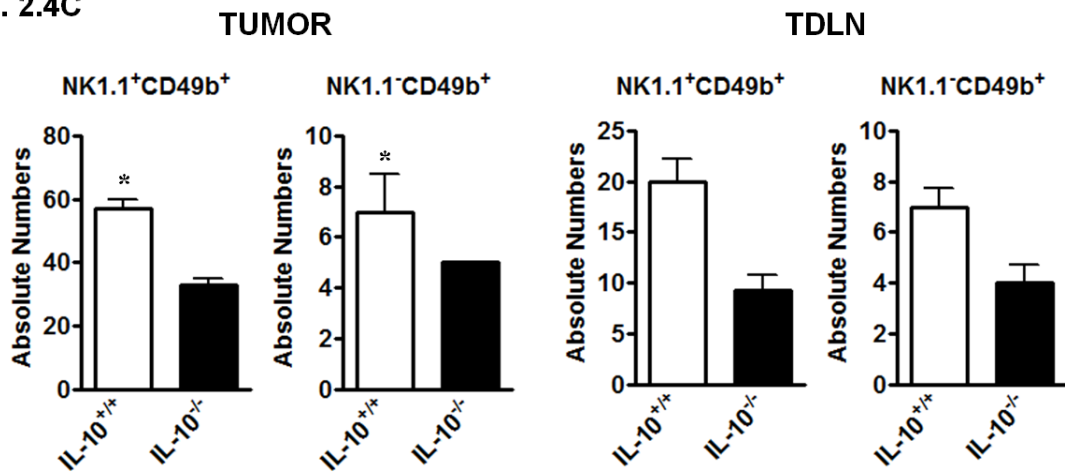 . 2.4C
TUMOR
TDLN
NK1.1⁺CD49b⁺
NK1.1⁻CD49b⁺
NK1.1⁺CD49b⁺
NK1.1⁻CD49b⁺
Absolute Numbers
80
60
40
20
0
*
IL-10⁺/⁺
IL-10⁻/⁻
Absolute Numbers
10
8
6
4
2
0
*
IL-10⁺/⁺
IL-10⁻/⁻
Absolute Numbers
25
20
15
10
5
0
IL-10⁺/⁺
IL-10⁻/⁻
Absolute Numbers
10
8
6
4
2
0
IL-10⁺/⁺
IL-10⁻/⁻